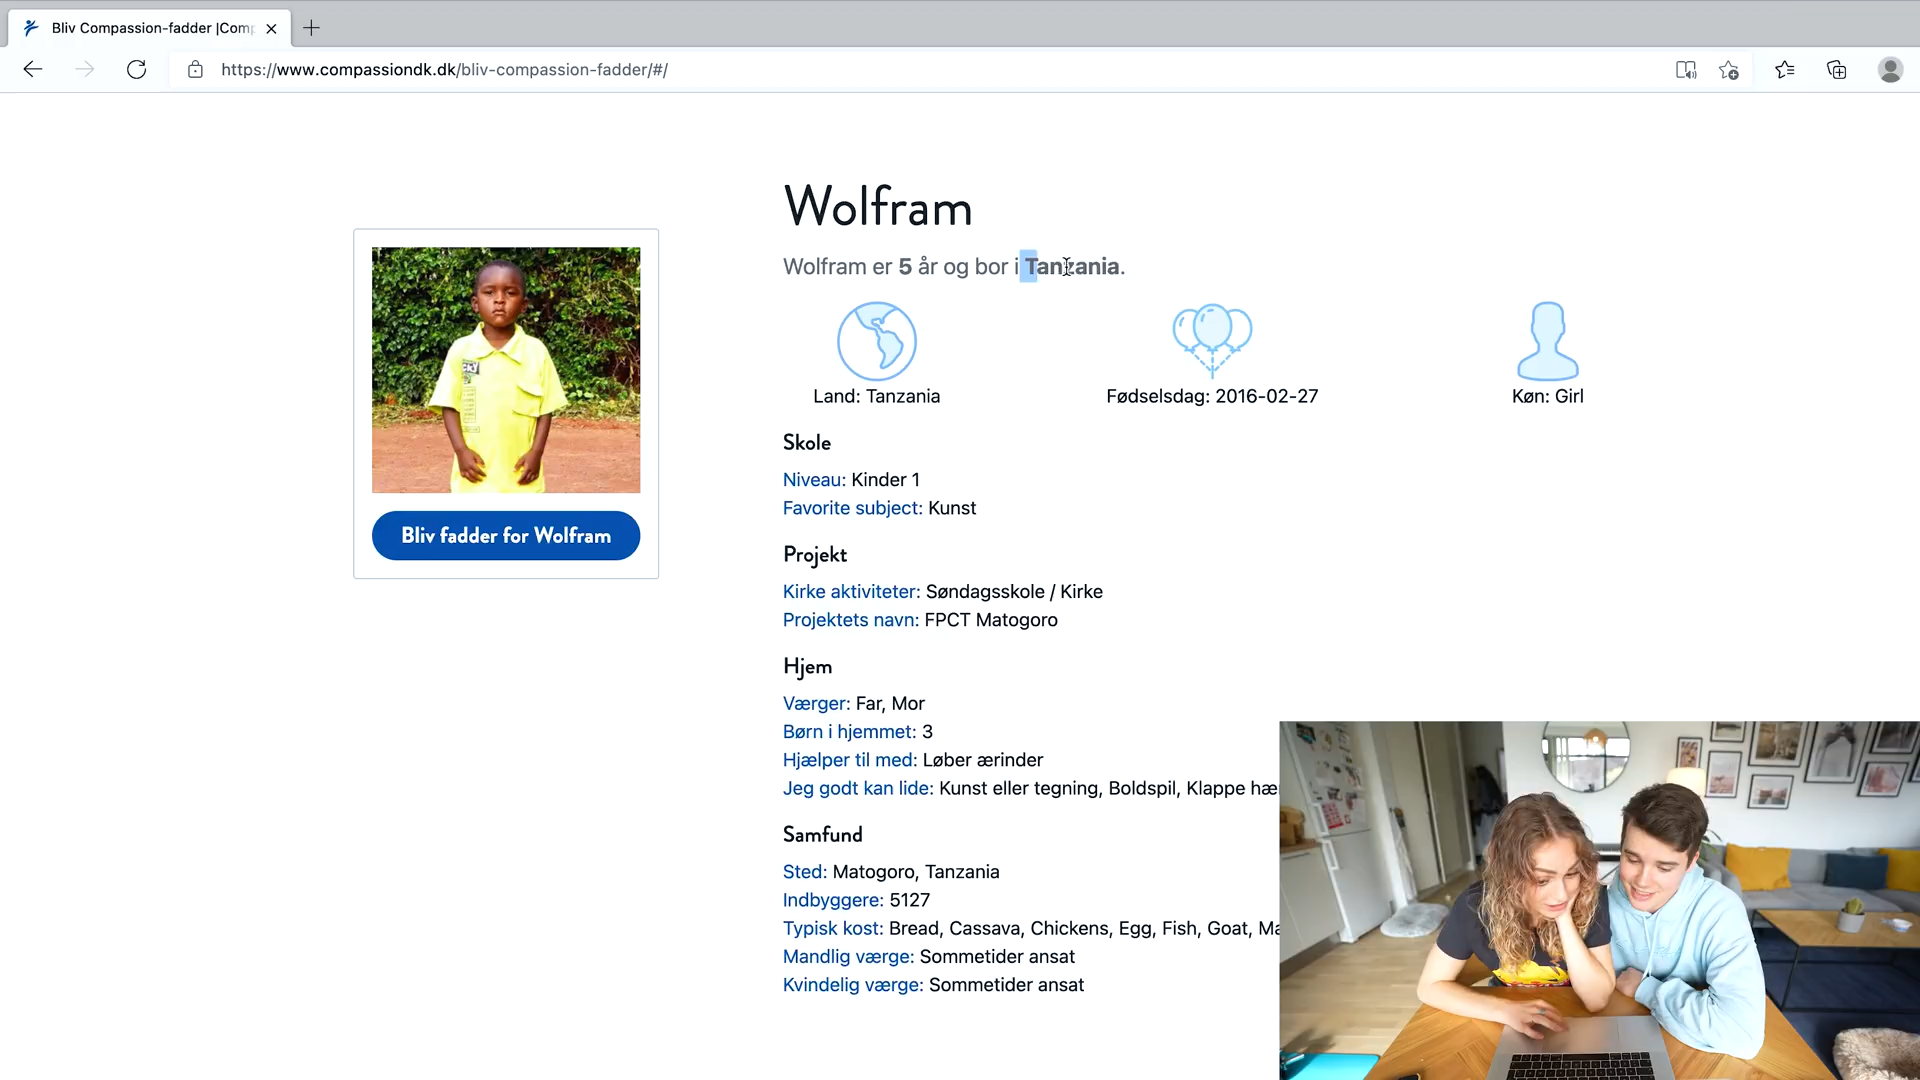 Bliv Compassion-fadder |Comp
https://www.compassiondk.dk/bliv-compassion-fadder/#/
Wolfram
Wolfram er 5 år og bor i Tanzania.
Land: Tanzania
Fødselsdag: 2016-02-27
Køn: Girl
Bliv fadder for Wolfram
Skole
Niveau: Kinder 1
Favorite subject: Kunst
Projekt
Kirke aktiviteter: Søndagsskole / Kirke
Projektets navn: FPCT Matogoro
Hjem
Værger: Far, Mor
Børn i hjemmet: 3
Hjælper til med: Løber ærinder
Jeg godt kan lide: Kunst eller tegning, Boldspil, Klappe hæ
Samfund
Sted: Matogoro, Tanzania
Indbyggere: 5127
Typisk kost: Bread, Cassava, Chickens, Egg, Fish, Goat, Ma
Mandlig værge: Sommetider ansat
Kvindelig værge: Sommetider ansat